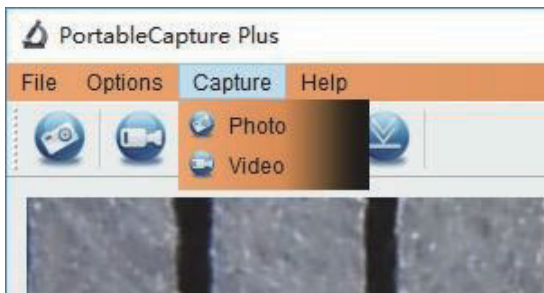 PortableCapture Plus
File Options Capture Help
Photo
Video